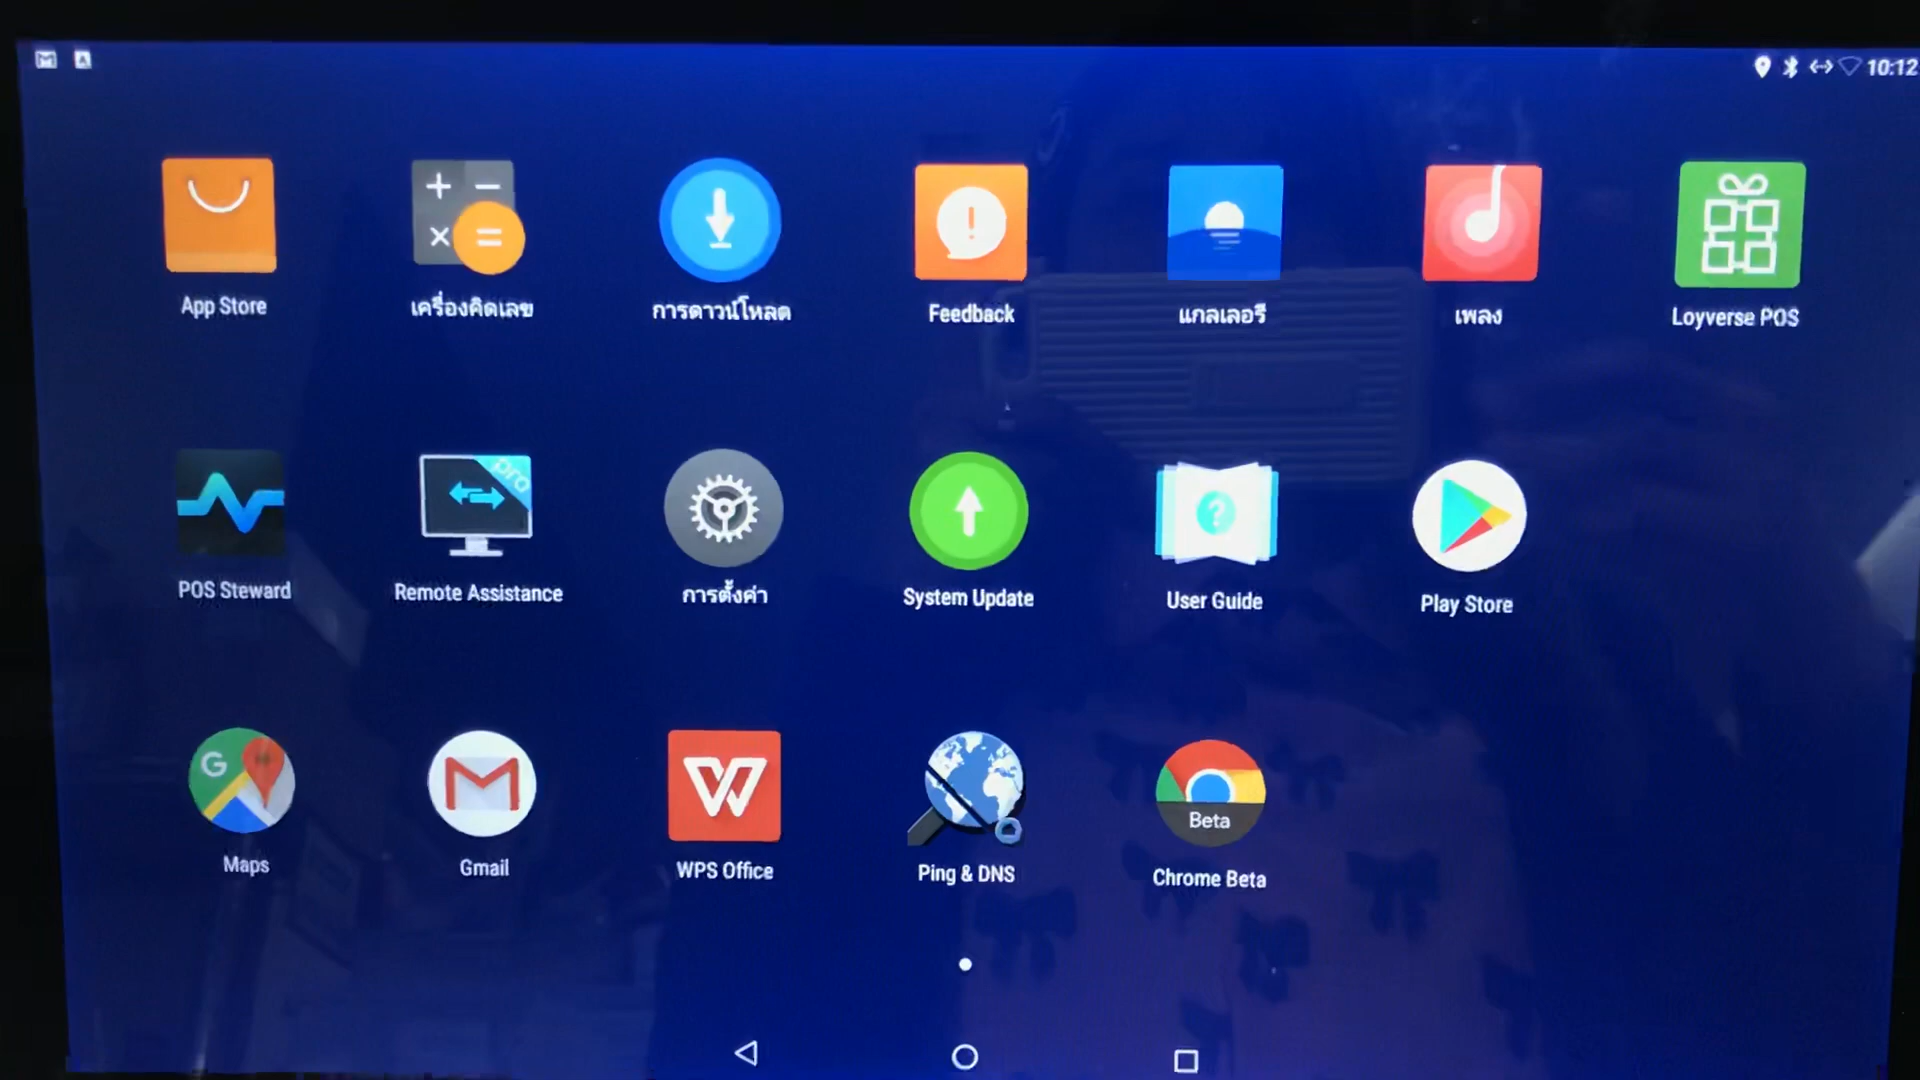 10:12
App Store
เครื่องคิดเลข
การดาวน์โหลด
Feedback
แกลเลอรี
เพลง
Loyverse POS
pro
POS Steward
Remote Assistance
การตั้งค่า
System Update
User Guide
Play Store
G
Maps
Gmail
WPS Office
Ping & DNS
Beta
Chrome Beta